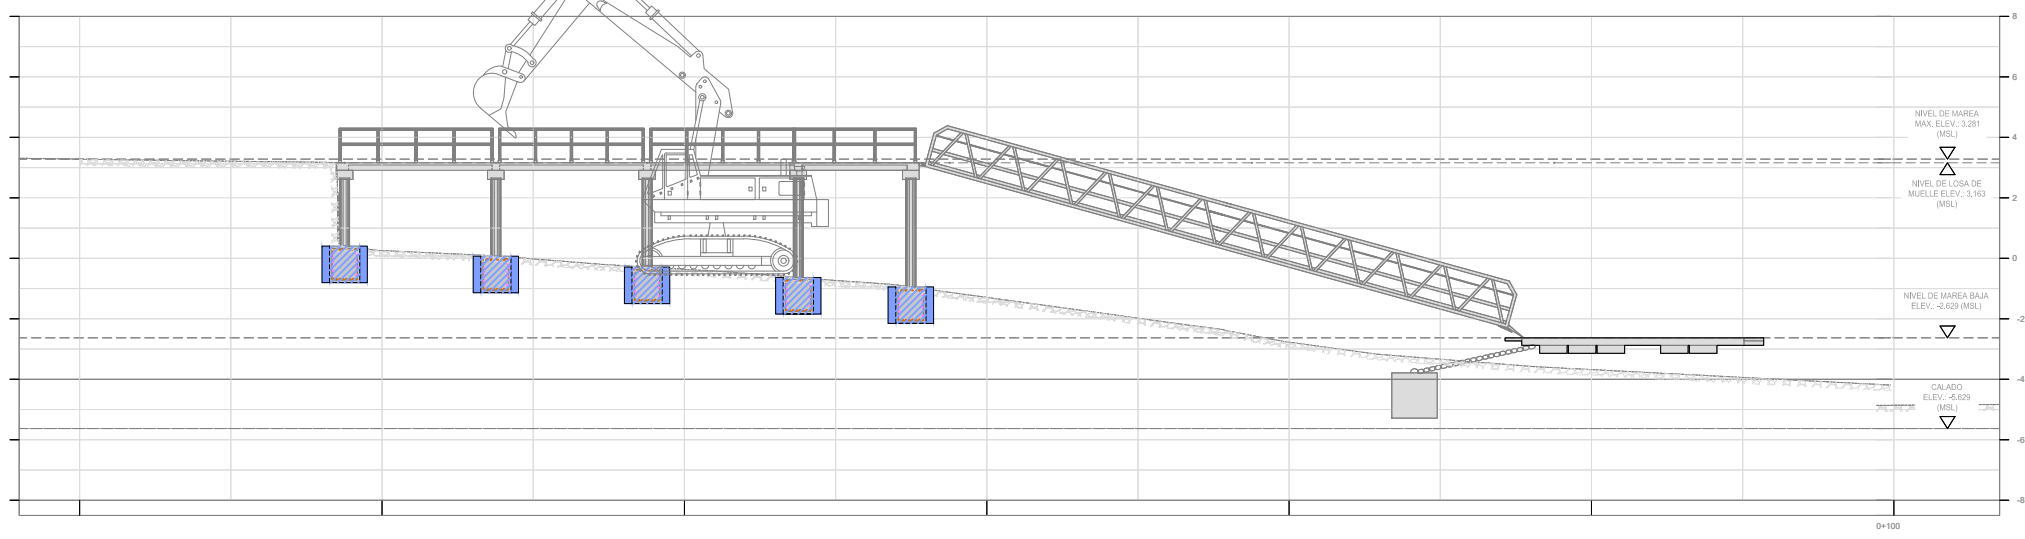 8
6
NIVEL DE MAREA
MAX. ELEV.: 3.281
(MSL)
4
NIVEL DE LOSA DE
MUELLE ELEV.: 3,163
(MSL)
2
0
NIVEL DE MAREA BAJA
ELEV.: -2.629 (MSL)
-2
-4
CALADO
ELEV.: -5.629
(MSL)
-6
-8
0+100